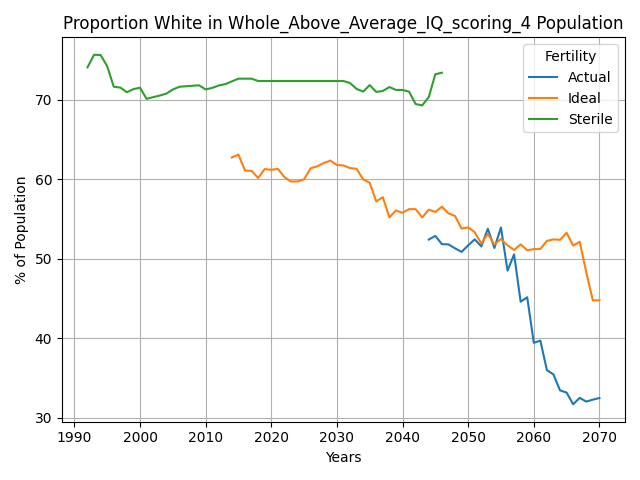 Proportion White in Whole_Above_Average_IQ_scoring_4 Population
Fertility
Actual
Ideal
Sterile
% of Population
70
60
50
40
30
1990 2000 2010 2020 2030 2040 2050 2060 2070
Years